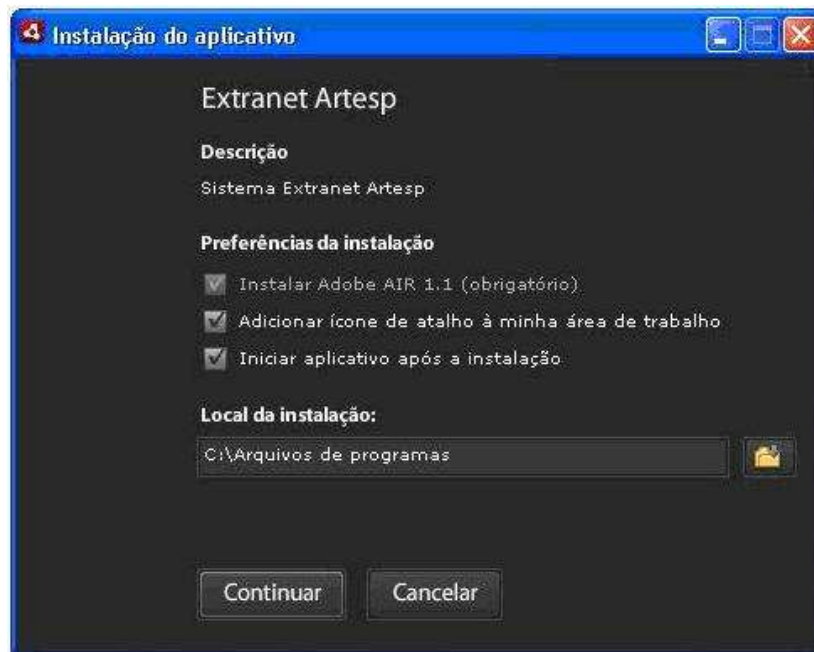 Instalação do aplicativo
Extranet Artesp
Descrição
Sistema Extranet Artesp
Preferências da instalação
Instalar Adobe AIR 1.1 (obrigatório)
Adicionar ícone de atalho à minha área de trabalho
Iniciar aplicativo após a instalação
Local da instalação:
C:\Arquivos de programas
Continuar Cancelar